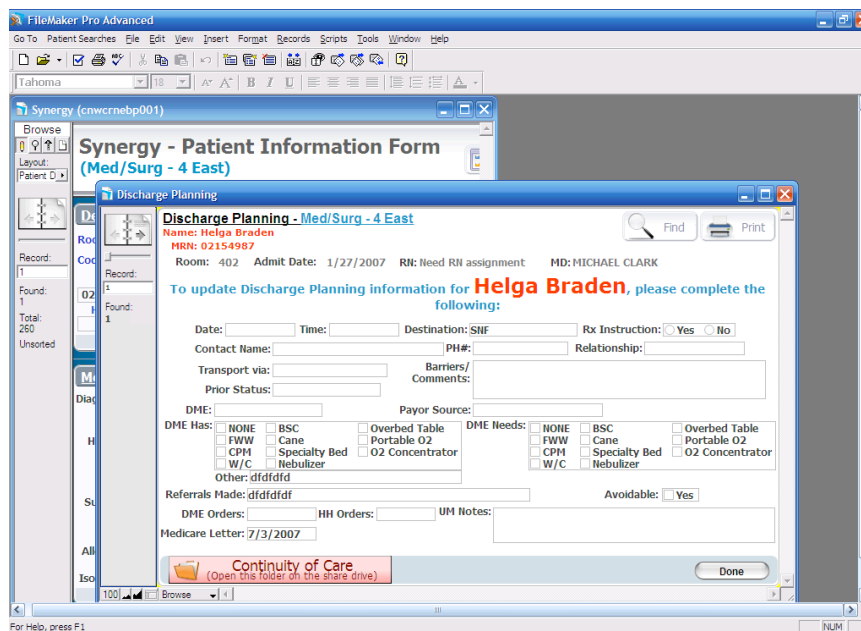 FileMaker Pro Advanced
Go To Patient Searches File Edit View Insert Format Records Scripts Tools Window Help
Tahoma 18 B I U A
Synergy (cnwcrnebp001)
Browse
Layout:
Patient D
Record:
1
Found:
1
Total:
260
Unsorted
Synergy - Patient Information Form
(Med/Surg - 4 East)
Roo
Coo
02
Diag
H
Su
All
Iso
Discharge Planning
Record:
1
Found:
1
Discharge Planning - Med/Surg - 4 East
Find Print
Name: Helga Braden
MRN: 02154987
Room: 402 Admit Date: 1/27/2007 RN: Need RN assignment MD: MICHAEL CLARK
To update Discharge Planning information for Helga Braden, please complete the
following:
Date: Time: Destination: SNF Rx Instruction: Yes No
Contact Name: PH#: Relationship:
Transport via: Barriers/
Comments:
Prior Status:
DME: Payor Source:
DME Has: NONE BSC Overbed Table DME Needs: NONE BSC Overbed Table
FWW Cane Portable O2 FWW Cane Portable O2
CPM Specialty Bed O2 Concentrator CPM Specialty Bed O2 Concentrator
W/C Nebulizer W/C Nebulizer
Other: dfdfdfd
Referrals Made: dfdfdfdf Avoidable: Yes
DME Orders: HH Orders: UM Notes:
Medicare Letter: 7/3/2007
Continuity of Care
(Open this folder on the share drive)
Done
100 Browse
For Help, press F1 NUM